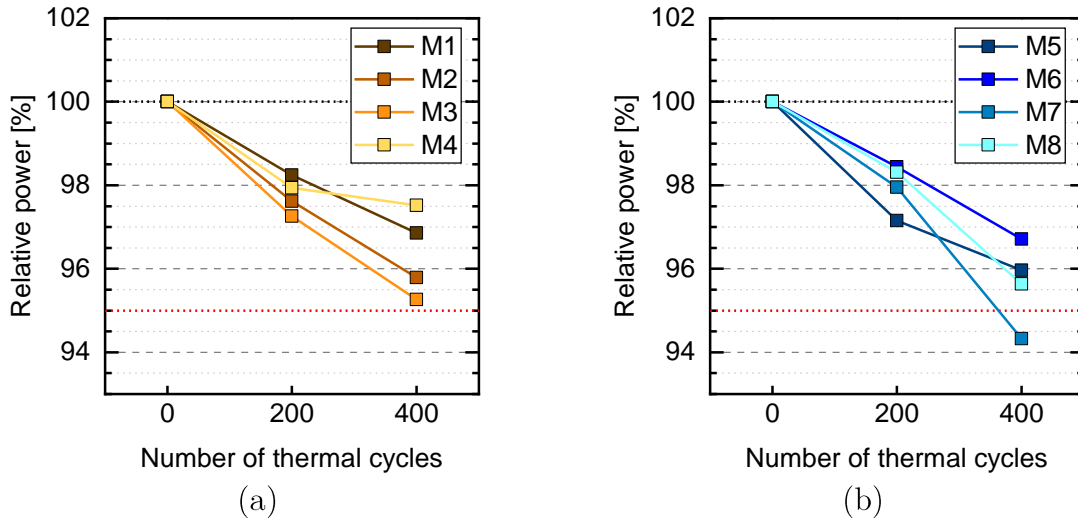 102
100
98
96
94
Relative power [%]
M1
M2
M3
M4
0 200 400
Number of thermal cycles
(a)
102
100
98
96
94
Relative power [%]
M5
M6
M7
M8
0 200 400
Number of thermal cycles
(b)